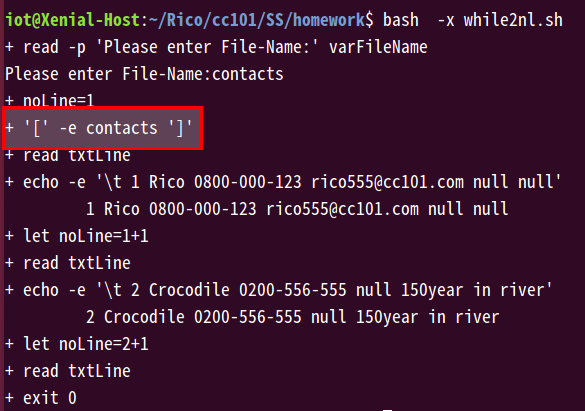 iot@Xenial-Host:~/Rico/cc101/SS/homework$ bash  -x while2nl.sh
+ read -p 'Please enter File-Name:' varFileName
Please enter File-Name:contacts
+ noLine=1
+ '[' -e contacts ']'
+ read txtLine
+ echo -e '\t 1 Rico 0800-000-123 rico555@cc101.com null null'
         1 Rico 0800-000-123 rico555@cc101.com null null
+ let noLine=1+1
+ read txtLine
+ echo -e '\t 2 Crocodile 0200-556-555 null 150year in river'
         2 Crocodile 0200-556-555 null 150year in river
+ let noLine=2+1
+ read txtLine
+ exit 0